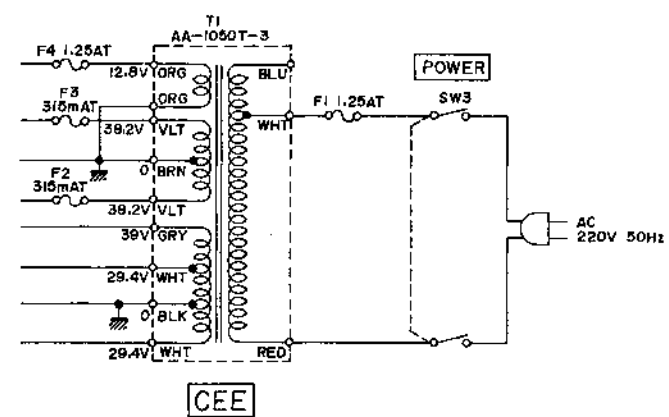 T1
AA-1050T-3
F4 1.25AT
12.8V ORG
BLU
POWER
ORG
F3
315mAT
F1 1.25AT
SW3
38.2V VLT
WHT
0 BRN
F2
315mAT
38.2V VLT
AC
220V 50Hz
39V GRY
29.4V WHT
0 BLK
29.4V WHT
RED
CEE